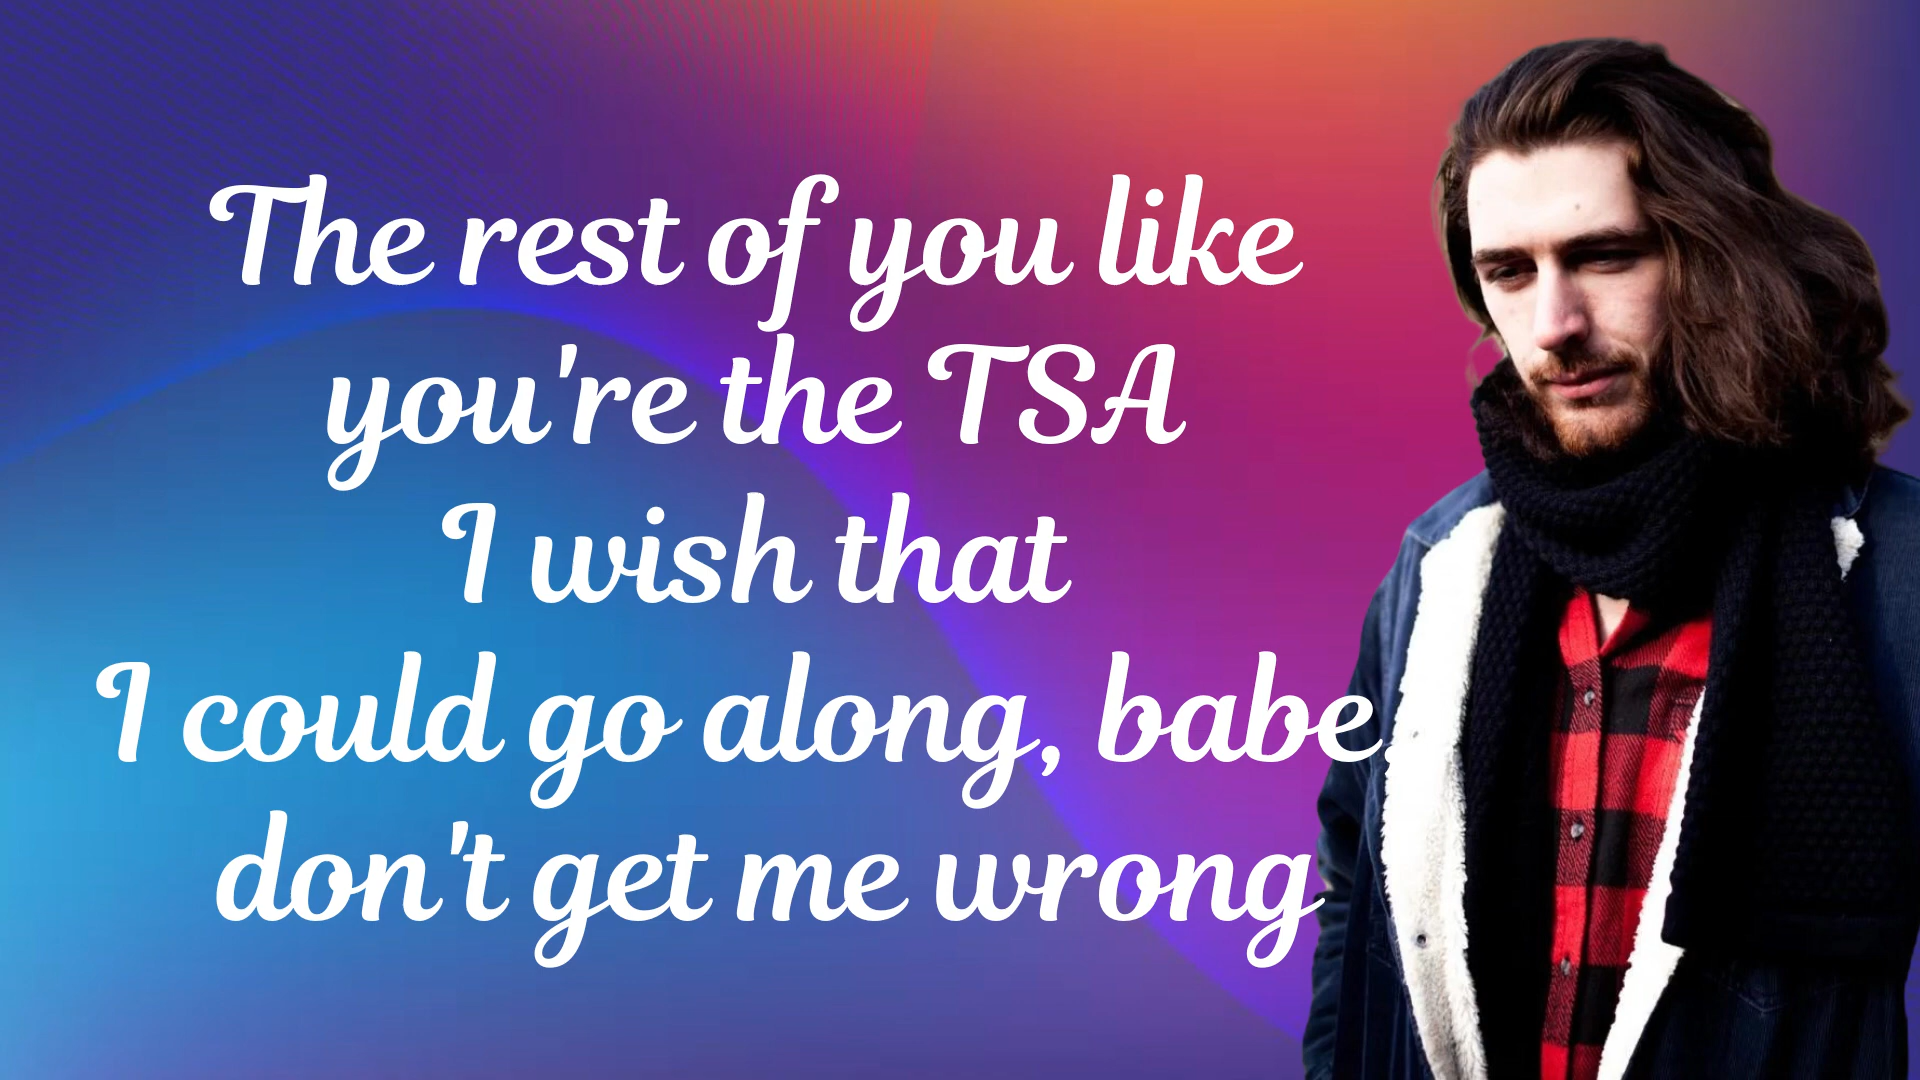 The rest of you like
you're the TSA
I wish that
I could go along, babe,
don't get me wrong